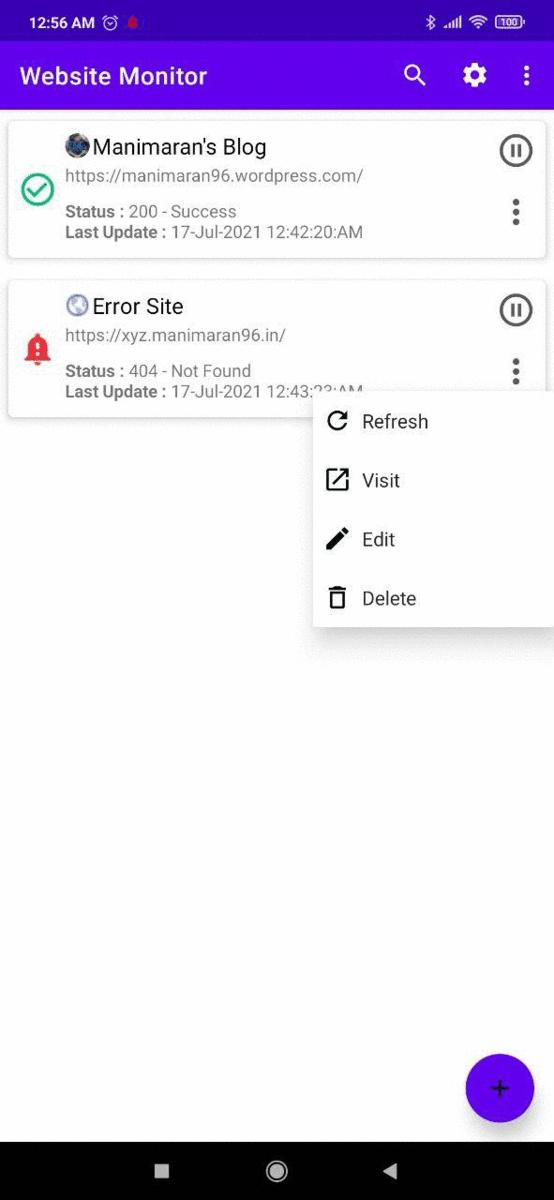 12:56 AM 100
Website Monitor
Manimaran's Blog
https://manimaran96.wordpress.com/
Status : 200 - Success
Last Update : 17-Jul-2021 12:42:20:AM
Error Site
https://xyz.manimaran96.in/
Status : 404 - Not Found
Last Update : 17-Jul-2021 12:43:23:AM
Refresh
Visit
Edit
Delete